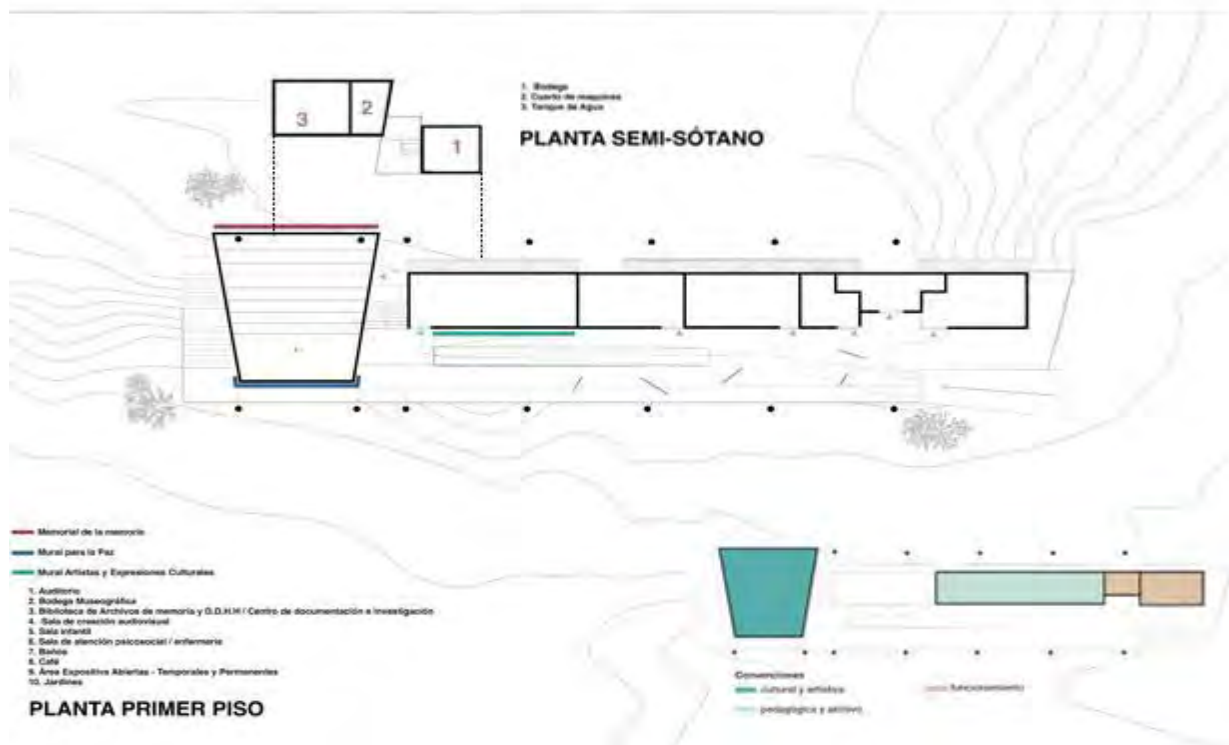 1. Bodega
2. Cuarto de maquinas
3. Tanque de Agua
PLANTA SEMI-SÓTANO
3
2
1
Memorial de la memoria
Mural para la Paz
Mural Artistas y Expresiones Culturales
1. Auditorio
2. Bodega Museográfica
3. Biblioteca de Archivos de memoria y D.D.H.H / Centro de documentación e investigación
4. Sala de creación audiovisual
5. Sala infantil
6. Sala de atención psicosocial / enfermeria
7. Baños
8. Café
9. Área Expositiva Abiertas - Temporales y Permanentes
10. Jardines
PLANTA PRIMER PISO
Convenciones
cultural y artística
pedagógica y archivo
funcionamiento